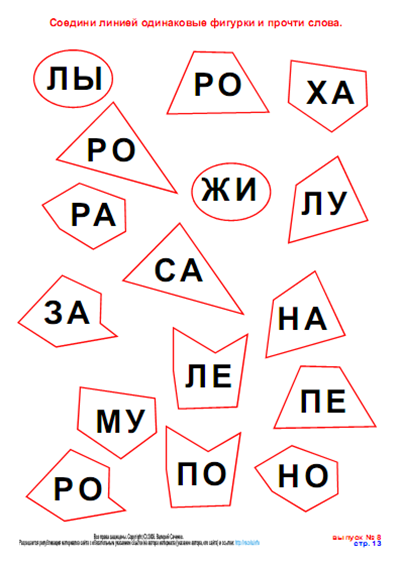 Соедини линией одинаковые фигурки и прочти слова.
ЛЫ
РО
ХА
РО
РА
ЖИ
ЛУ
СА
ЗА
НА
ЛЕ
ПЕ
МУ
РО
ПО
НО
выпуск № 8
стр. 13